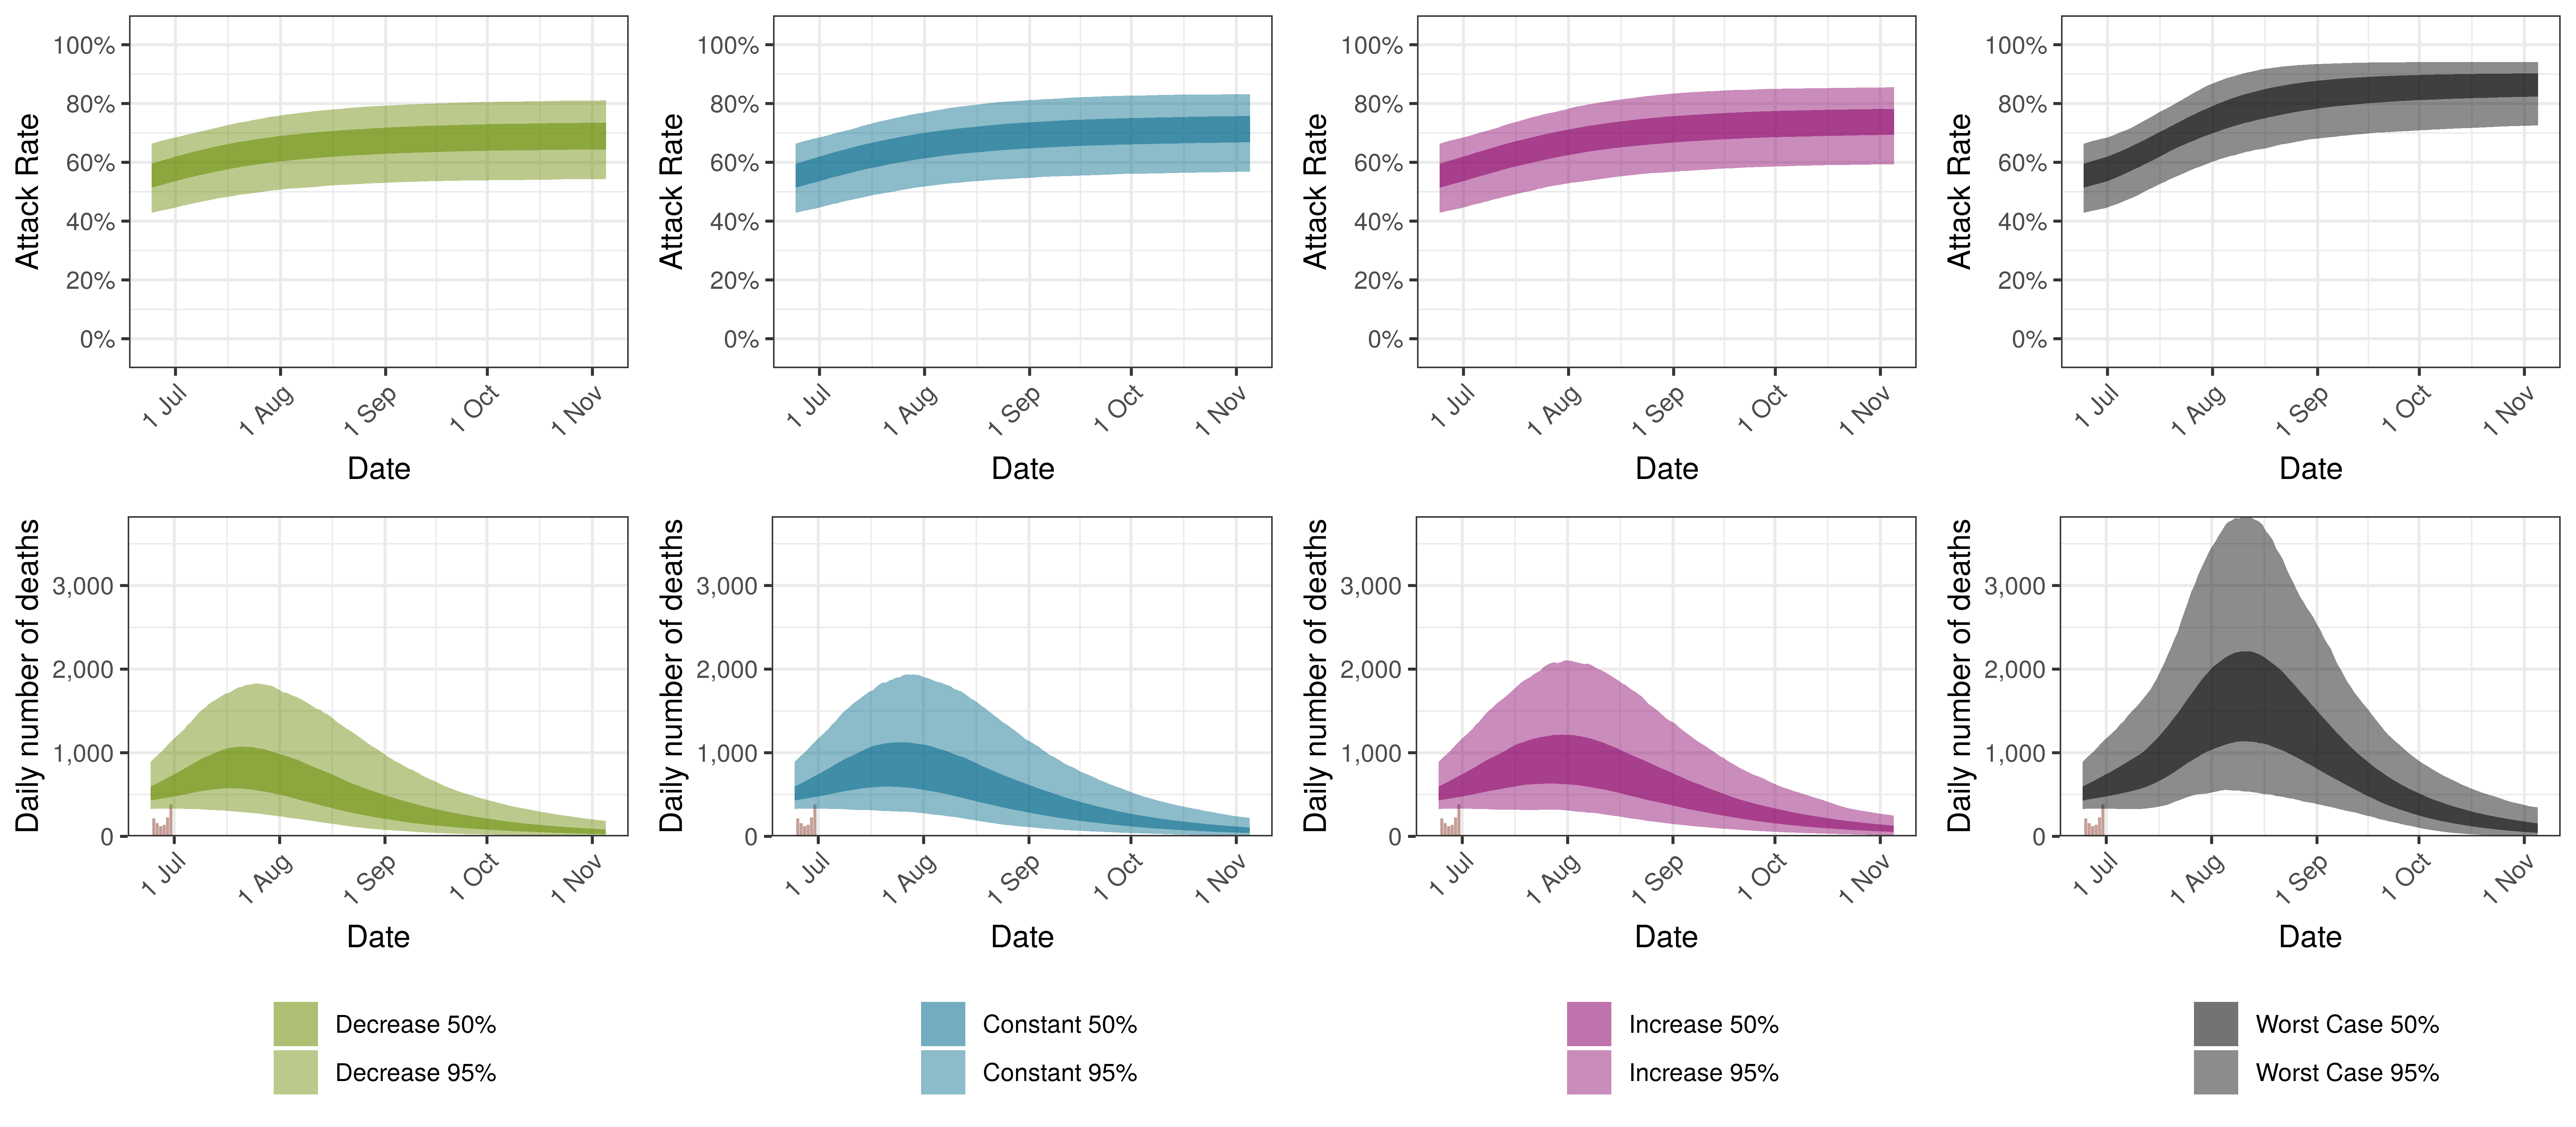 Attack Rate
100%
80%
60%
40%
20%
0%
1 Jul
1 Aug
1 Sep
1 Oct
1 Nov
Date
Attack Rate
100%
80%
60%
40%
20%
0%
1 Jul
1 Aug
1 Sep
1 Oct
1 Nov
Date
Attack Rate
100%
80%
60%
40%
20%
0%
1 Jul
1 Aug
1 Sep
1 Oct
1 Nov
Date
Attack Rate
100%
80%
60%
40%
20%
0%
1 Jul
1 Aug
1 Sep
1 Oct
1 Nov
Date
Daily number of deaths
3,000
2,000
1,000
0
1 Jul
1 Aug
1 Sep
1 Oct
1 Nov
Date
Daily number of deaths
3,000
2,000
1,000
0
1 Jul
1 Aug
1 Sep
1 Oct
1 Nov
Date
Daily number of deaths
3,000
2,000
1,000
0
1 Jul
1 Aug
1 Sep
1 Oct
1 Nov
Date
Daily number of deaths
3,000
2,000
1,000
0
1 Jul
1 Aug
1 Sep
1 Oct
1 Nov
Date
Decrease 50%
Decrease 95%
Constant 50%
Constant 95%
Increase 50%
Increase 95%
Worst Case 50%
Worst Case 95%